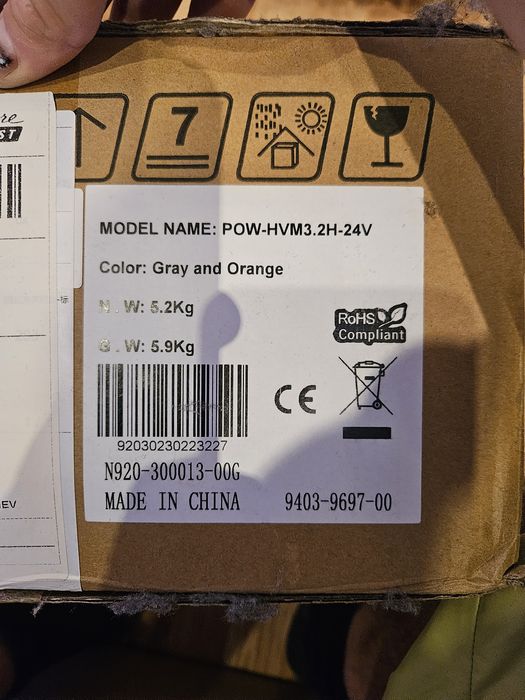 7
MODEL NAME: POW-HVM3.2H-24V
Color: Gray and Orange
N.W: 5.2Kg
G.W: 5.9Kg
RoHS
Compliant
CE
92030230223227
N920-300013-00G
MADE IN CHINA
9403-9697-00